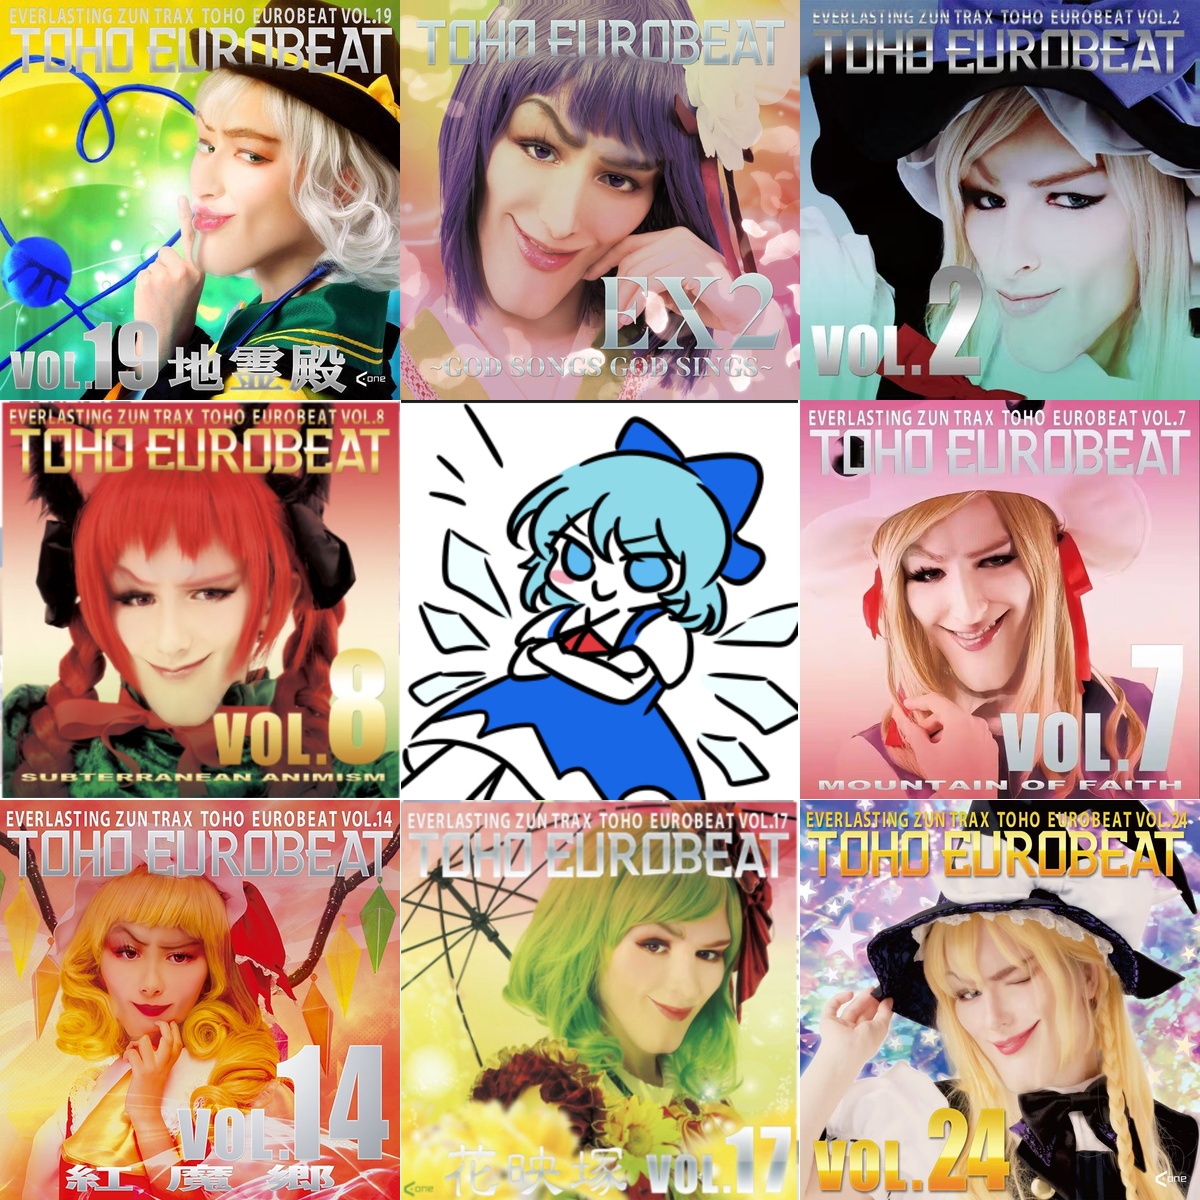 EVERLASTING ZUN TRAX TOHO EUROBEAT VOL.19
TOHO EUROBEAT
VOL.19 地霊殿
A-one
TOHO EUROBEAT
EX2
~GOD SONGS GOD SINGS~
EVERLASTING ZUN TRAX TOHO EUROBEAT VOL.2
TOHO EUROBEAT
VOL.2
EVERLASTING ZUN TRAX TOHO EUROBEAT VOL.8
TOHO EUROBEAT
VOL.8
SUBTERRANEAN ANIMISM
EVERLASTING ZUN TRAX TOHO EUROBEAT VOL.7
TOHO EUROBEAT
VOL.7
MOUNTAIN OF FAITH
EVERLASTING ZUN TRAX TOHO EUROBEAT VOL.14
TOHO EUROBEAT
VOL.14
紅魔郷
EVERLASTING ZUN TRAX TOHO EUROBEAT VOL.17
TOHO EUROBEAT
花映塚 VOL.17
EVERLASTING ZUN TRAX TOHO EUROBEAT VOL.24
TOHO EUROBEAT
VOL.24
A-one